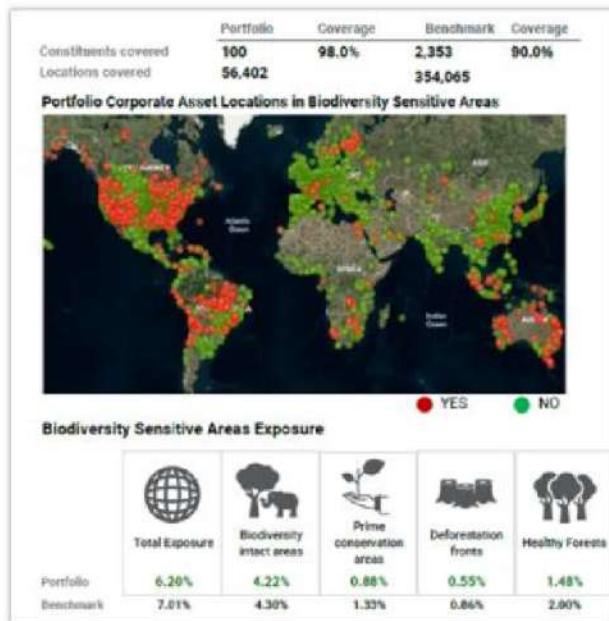 Portfolio Coverage Benchmark Coverage
Constituents covered 100 98.0% 2,353 90.0%
Locations covered 56,402 354,065
Portfolio Corporate Asset Locations in Biodiversity Sensitive Areas
Atlantic
Ocean
Indian
Ocean
YES NO
Biodiversity Sensitive Areas Exposure
Total Exposure
Biodiversity
intact areas
Prime
conservation
areas
Deforestation
fronts
Healthy Forests
Portfolio 6.20% 4.22% 0.88% 0.55% 1.48%
Benchmark 7.01% 4.30% 1.33% 0.86% 2.00%